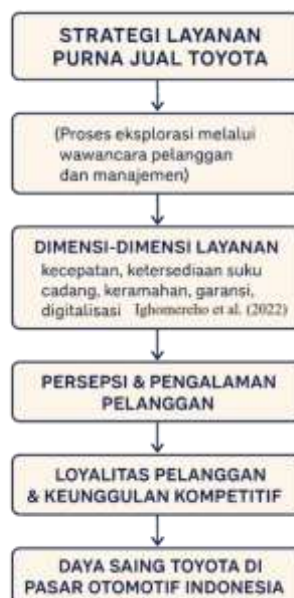 STRATEGI LAYANAN
PURNA JUAL TOYOTA
(Proses eksplorasi melalui
wawancara pelanggan
dan manajemen)
DIMENSI-DIMENSI LAYANAN
kecepatan, ketersediaan suku
cadang, keramahan, garansi,
digitalisasi Ighomereho et al. (2022)
PERSEPSI & PENGALAMAN
PELANGGAN
LOYALITAS PELANGGAN
& KEUNGGULAN KOMPETITIF
DAYA SAING TOYOTA DI
PASAR OTOMOTIF INDONESIA